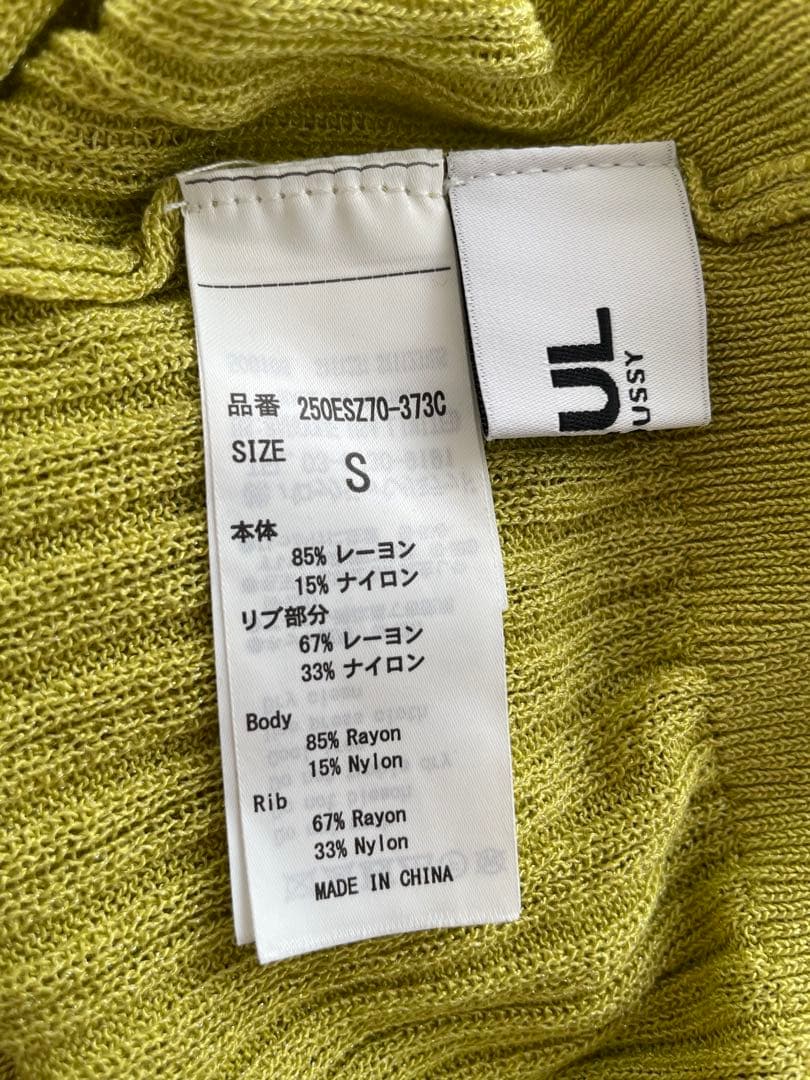 品番 250ESZ70-373C
SIZE
S
本体
85% レーヨン
15% ナイロン
リブ部分
67% レーヨン
33% ナイロン
Body
85% Rayon
15% Nylon
Rib
67% Rayon
33% Nylon
MADE IN CHINA
UL
USSY